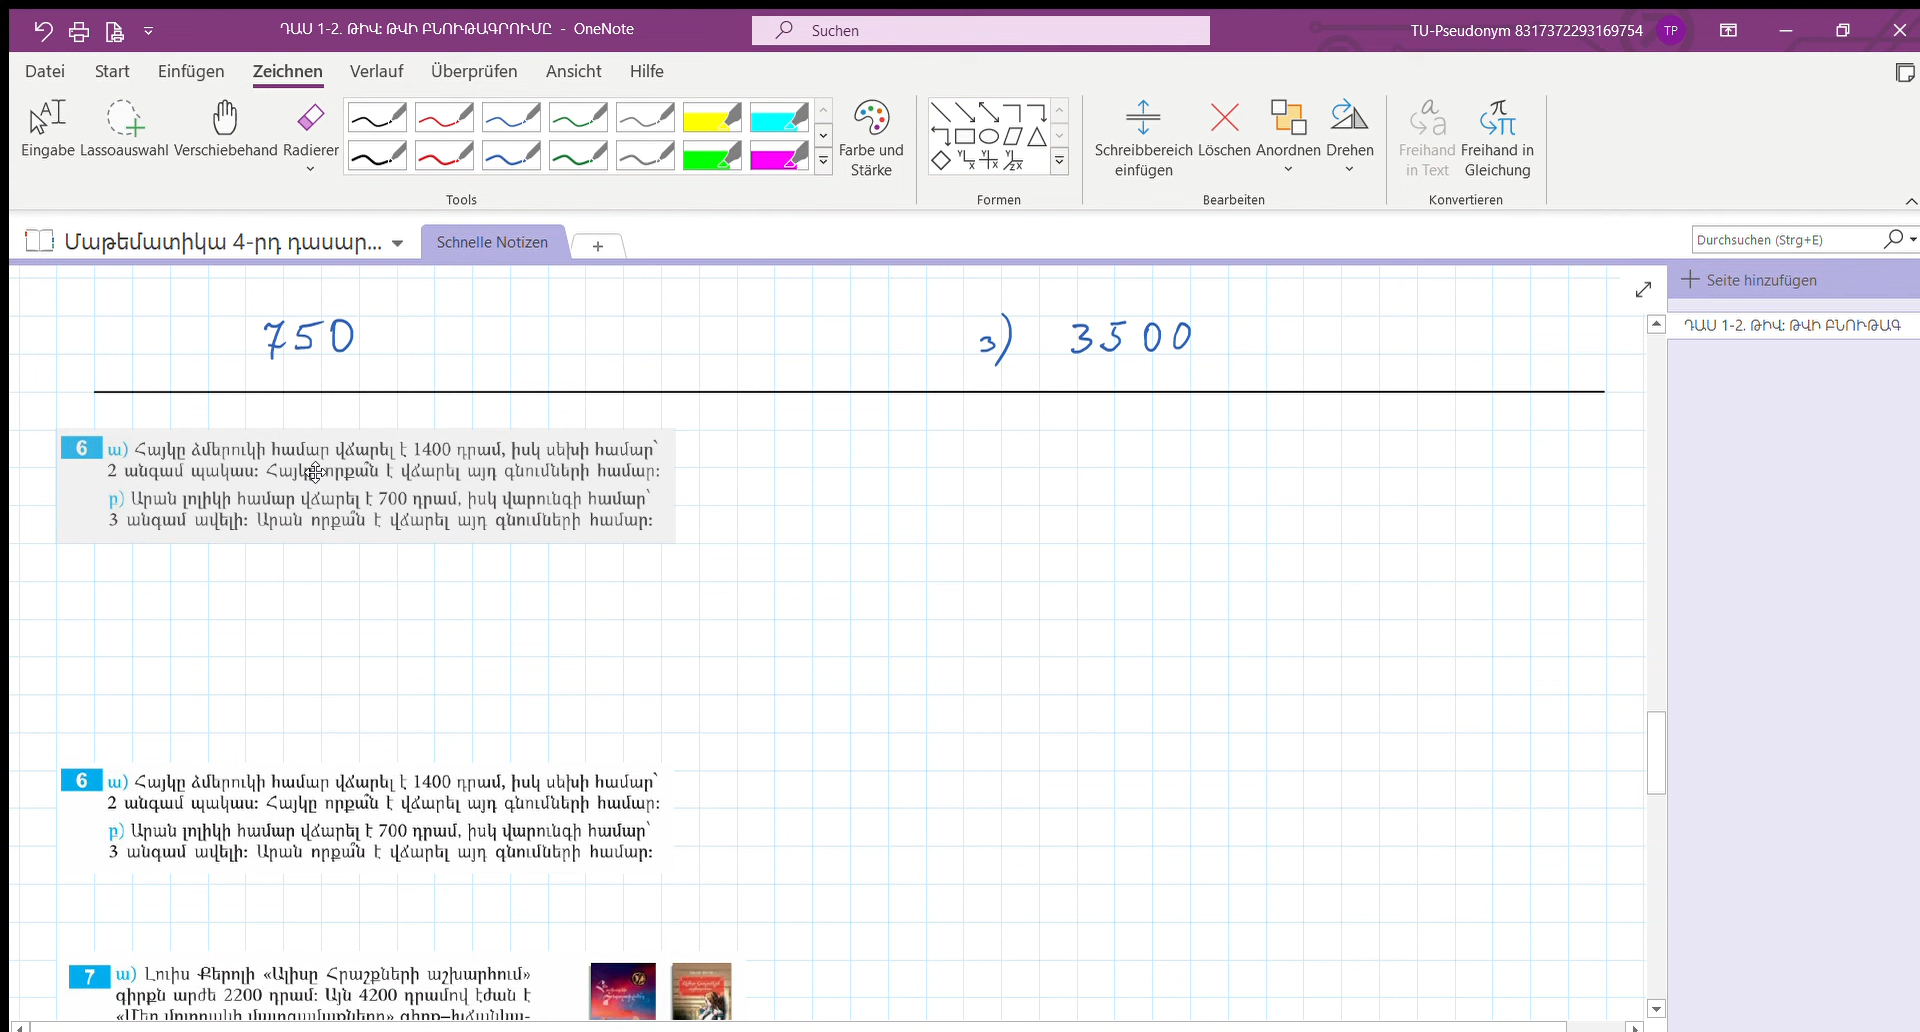 ԴԱՍ 1-2. ԹԻՎ: ԹՎԻ ԲՆՈՒԹԱԳՐՈՒՄԸ - OneNote
Suchen
TU-Pseudonym 8317372293169754
TP
Datei Start Einfügen Zeichnen Verlauf Überprüfen Ansicht Hilfe
Eingabe Lassoauswahl Verschiebehand Radierer
Farbe und Stärke
Schreibbereich einfügen
Löschen Anordnen Drehen
Freihand in Text
Freihand in Gleichung
Tools Formen Bearbeiten Konvertieren
Մաթեմատիկա 4-րդ դասար...
Schnelle Notizen
+
Durchsuchen (Strg+E)
Seite hinzufügen
ԴԱՍ 1-2. ԹԻՎ: ԹՎԻ ԲՆՈՒԹԱԳ
750
3) 3500
6 ա) Հայկը ձմերուկի համար վճարել է 1400 դրամ, իսկ սեխի համար՝
2 անգամ պակաս: Հայկը որքա՞ն է վճարել այդ գնումների համար:
բ) Արան լոլիկի համար վճարել է 700 դրամ, իսկ վարունգի համար՝
3 անգամ ավելի: Արան որքա՞ն է վճարել այդ գնումների համար:
6 ա) Հայկը ձմերուկի համար վճարել է 1400 դրամ, իսկ սեխի համար՝
2 անգամ պակաս: Հայկը որքա՞ն է վճարել այդ գնումների համար:
բ) Արան լոլիկի համար վճարել է 700 դրամ, իսկ վարունգի համար՝
3 անգամ ավելի: Արան որքա՞ն է վճարել այդ գնումների համար:
7 ա) Լուիս Քերոլի «Ալիսը Հրաշքների աշխարհում»
գիրքն արժե 2200 դրամ: Այն 4200 դրամով էժան է